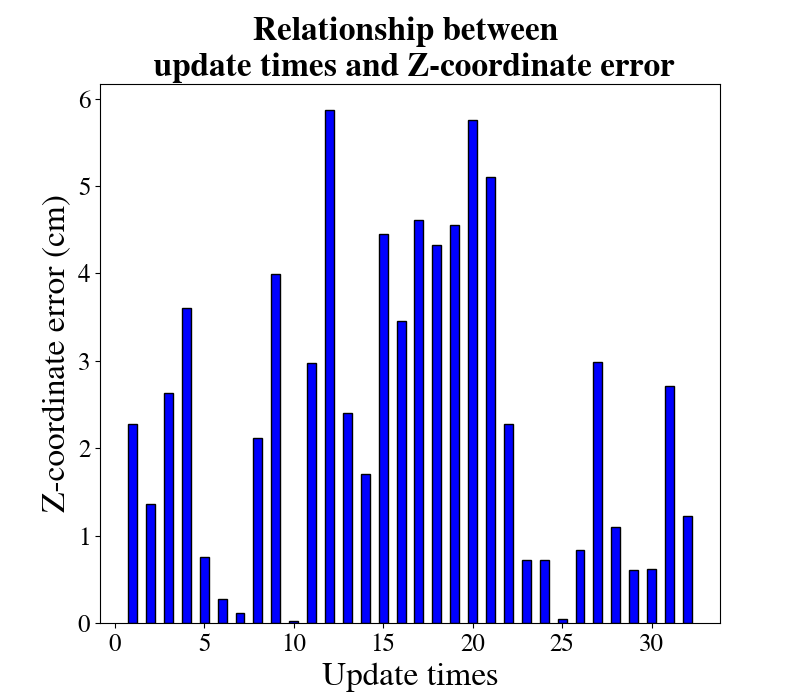 Relationship between
update times and Z-coordinate error
Z-coordinate error (cm)
6
5
4
3
2
1
0
0 5 10 15 20 25 30
Update times